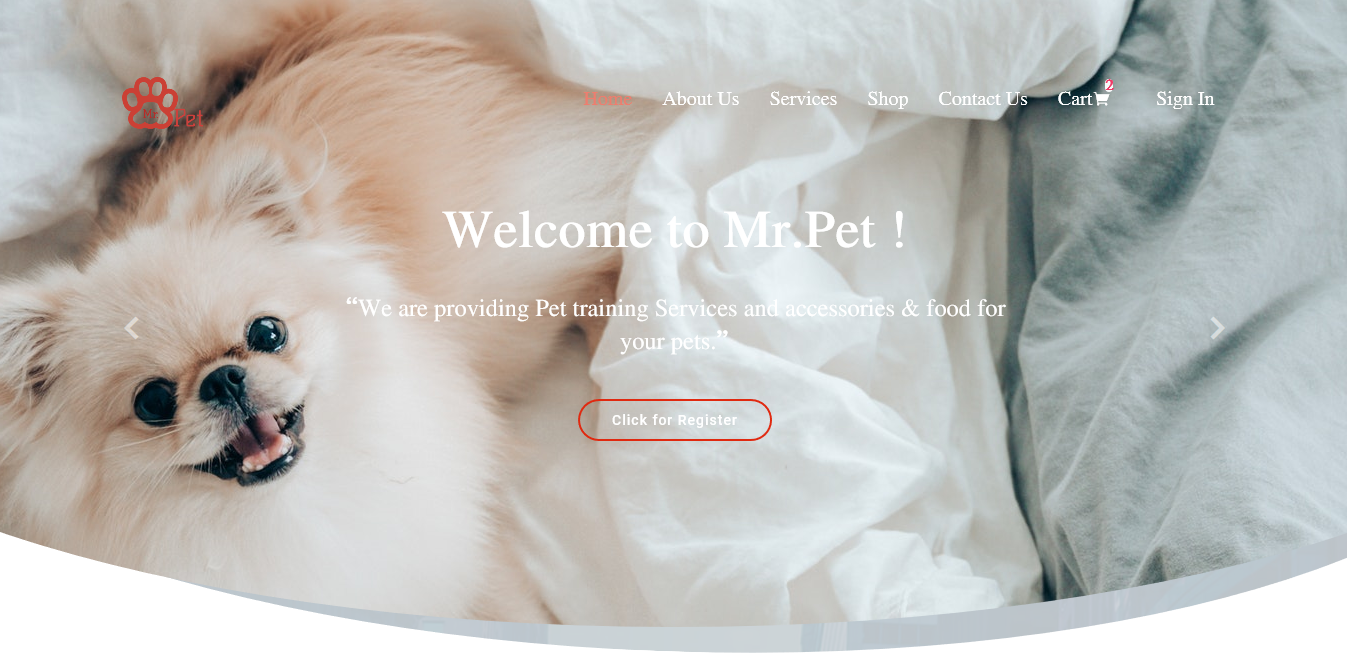 Mr
Pet
Home
About Us
Services
Shop
Contact Us
Cart
2
Sign In
Welcome to Mr.Pet !
“We are providing Pet training Services and accessories & food for
your pets.”
Click for Register